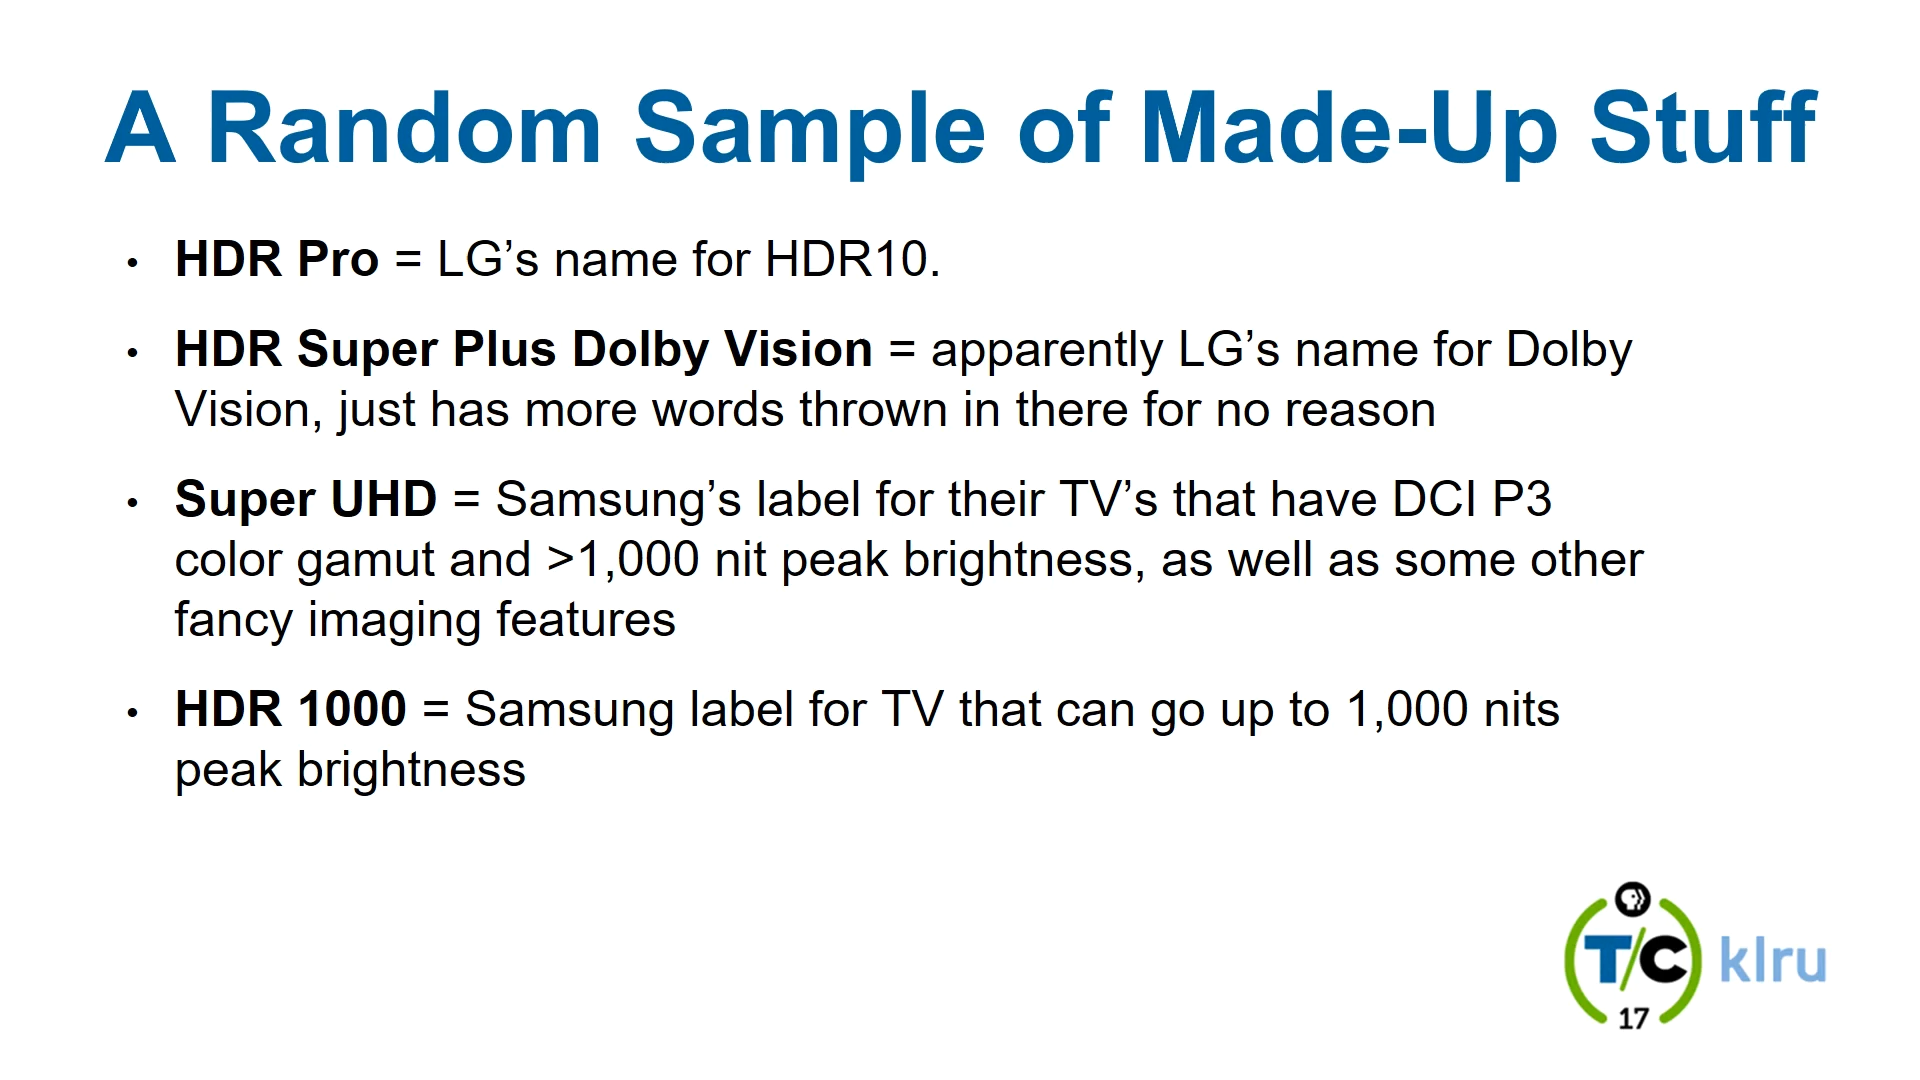 A Random Sample of Made-Up Stuff
• HDR Pro = LG’s name for HDR10.
• HDR Super Plus Dolby Vision = apparently LG’s name for Dolby
Vision, just has more words thrown in there for no reason
• Super UHD = Samsung’s label for their TV’s that have DCI P3
color gamut and >1,000 nit peak brightness, as well as some other
fancy imaging features
• HDR 1000 = Samsung label for TV that can go up to 1,000 nits
peak brightness
T/C
17
klru